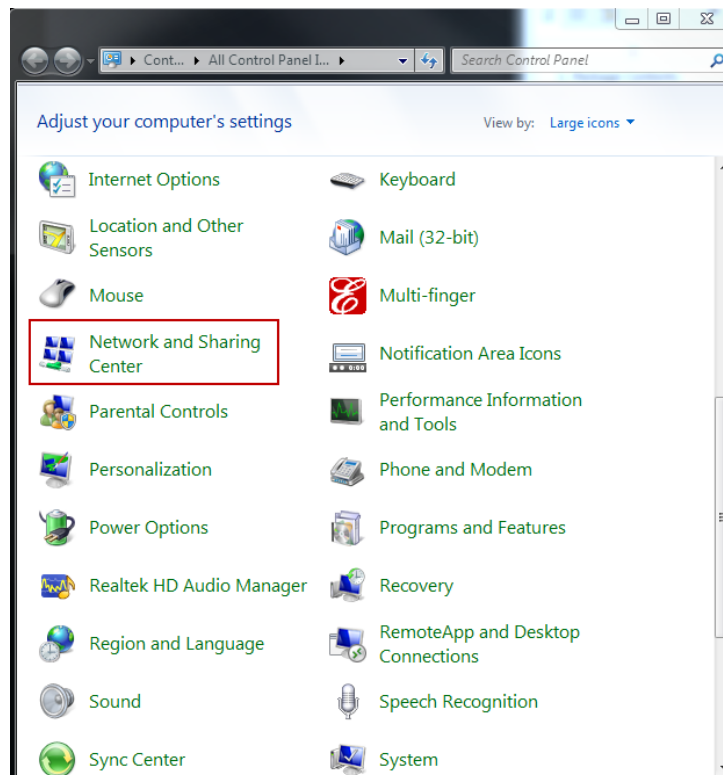 Cont... All Control Panel I... Search Control Panel
Adjust your computer's settings
View by: Large icons
Internet Options
Keyboard
Location and Other
Sensors
Mail (32-bit)
Mouse
Multi-finger
Network and Sharing
Center
Notification Area Icons
Parental Controls
Performance Information
and Tools
Personalization
Phone and Modem
Power Options
Programs and Features
Realtek HD Audio Manager
Recovery
Region and Language
RemoteApp and Desktop
Connections
Sound
Speech Recognition
Sync Center
System